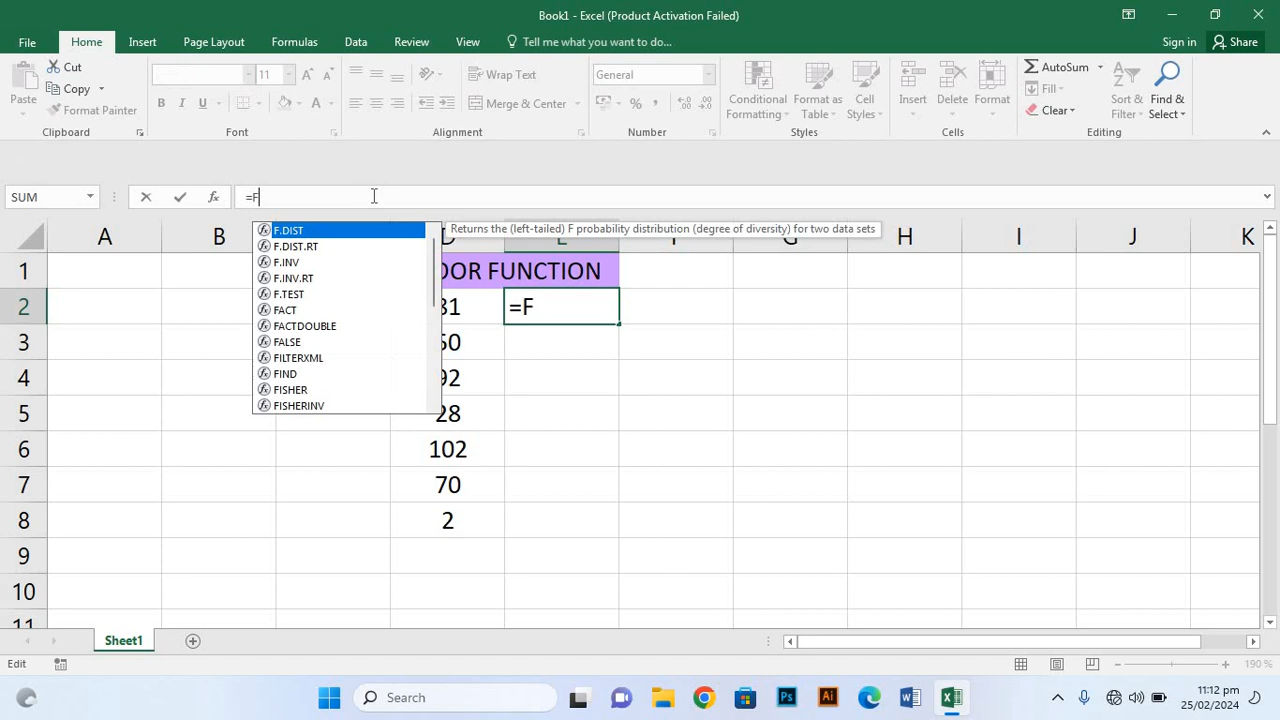 Book1 - Excel (Product Activation Failed)
File Home Insert Page Layout Formulas Data Review View Tell me what you want to do... Sign in Share
Cut
Copy
Format Painter
Paste
Clipboard
11
Font
Wrap Text
Merge & Center
Alignment
General
Number
Conditional Formatting
Format as Table
Cell Styles
Styles
Insert Delete Format
Cells
AutoSum
Fill
Clear
Sort & Filter
Find & Select
Editing
SUM =F
F.DIST Returns the (left-tailed) F probability distribution (degree of diversity) for two data sets
F.DIST.RT
F.INV
F.INV.RT
F.TEST
FACT
FACTDOUBLE
FALSE
FILTERXML
FIND
FISHER
FISHERINV
A B H I J K
1 FUNCTION
2 =F
3
4
5 28
6 102
7 70
8 2
9
10
11
Sheet1
Edit 190 %
Search
11:12 pm
25/02/2024